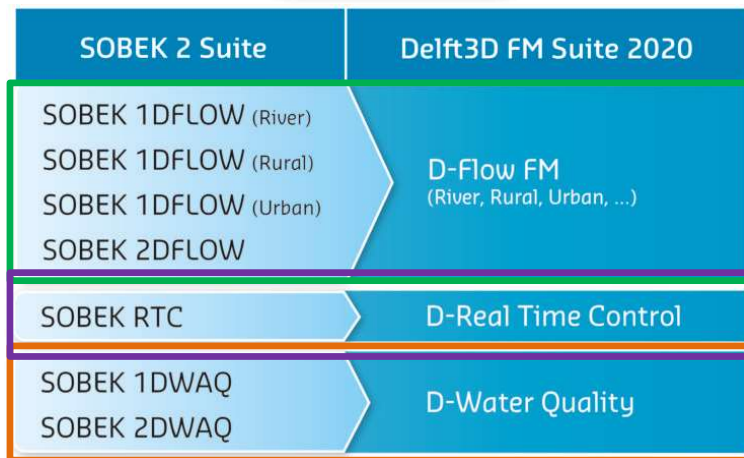 SOBEK 2 Suite
Delft3D FM Suite 2020
SOBEK 1DFLOW (River)
SOBEK 1DFLOW (Rural)
SOBEK 1DFLOW (Urban)
SOBEK 2DFLOW
D-Flow FM
(River, Rural, Urban, ...)
SOBEK RTC
D-Real Time Control
SOBEK 1DWAQ
SOBEK 2DWAQ
D-Water Quality